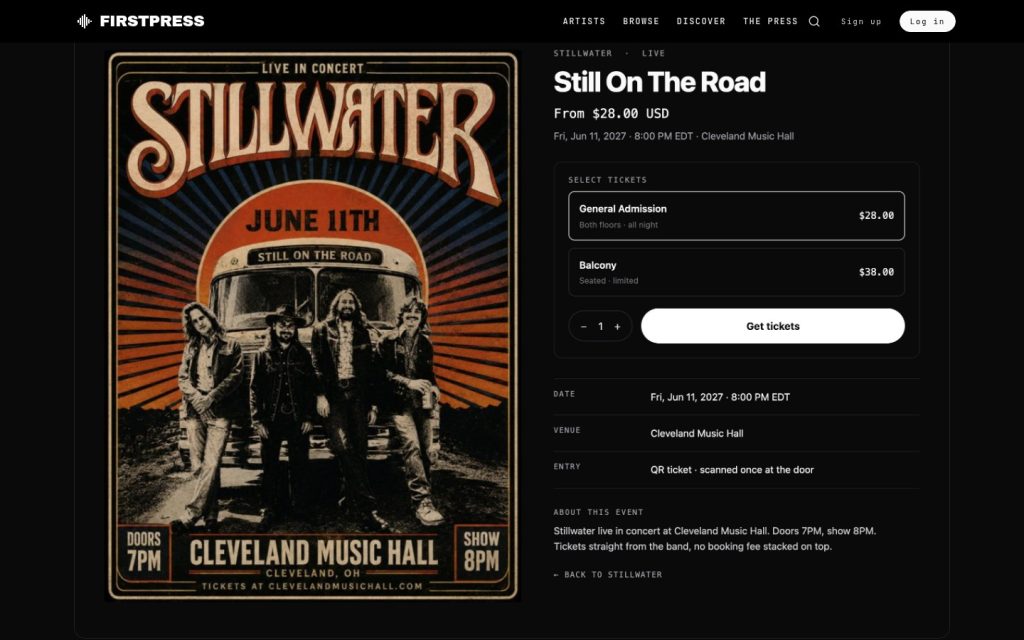 FIRSTPRESS
ARTISTS BROWSE DISCOVER THE PRESS Sign up Log in
LIVE IN CONCERT
STILLWATER
JUNE 11TH
STILL ON THE ROAD
DOORS
7PM
CLEVELAND MUSIC HALL
CLEVELAND, OH
TICKETS AT CLEVELANDMUSICHALL.COM
SHOW
8PM
STILLWATER · LIVE
Still On The Road
From $28.00 USD
Fri, Jun 11, 2027 · 8:00 PM EDT · Cleveland Music Hall
SELECT TICKETS
General Admission
Both floors · all night
$28.00
Balcony
Seated · limited
$38.00
− 1 +
Get tickets
DATE
Fri, Jun 11, 2027 · 8:00 PM EDT
VENUE
Cleveland Music Hall
ENTRY
QR ticket · scanned once at the door
ABOUT THIS EVENT
Stillwater live in concert at Cleveland Music Hall. Doors 7PM, show 8PM.
Tickets straight from the band, no booking fee stacked on top.
← BACK TO STILLWATER